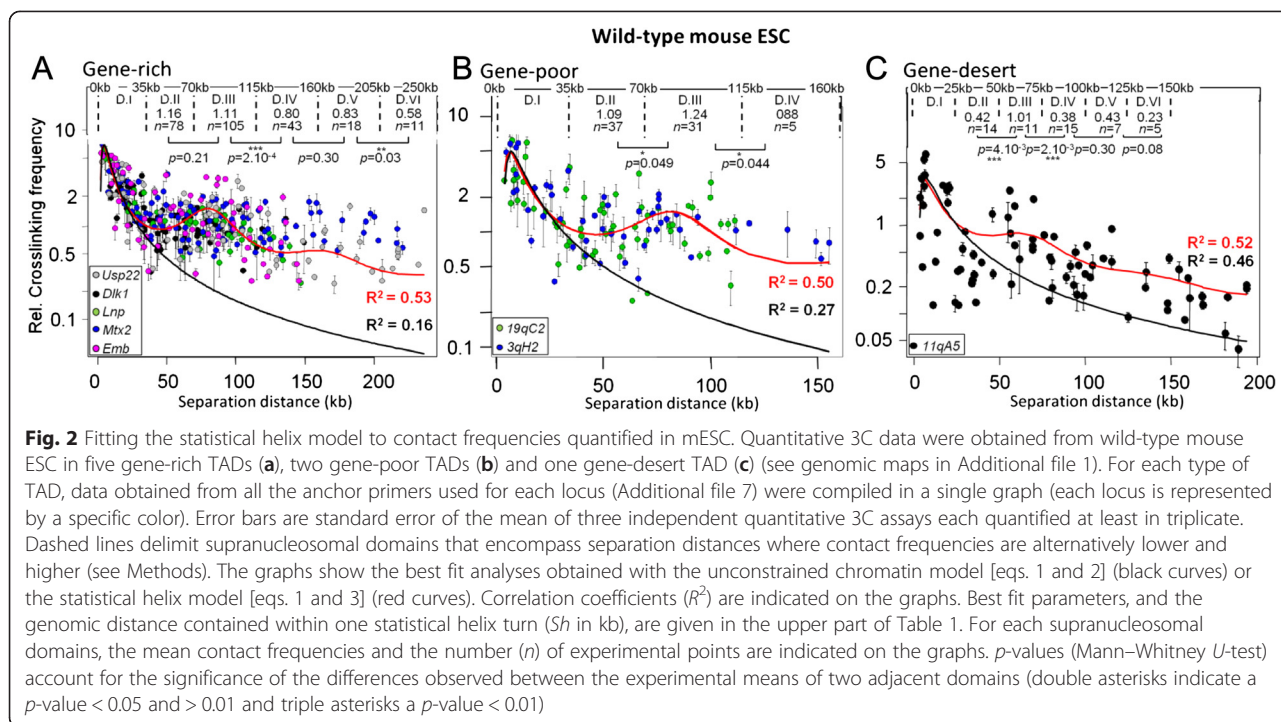 Wild-type mouse ESC
A
Gene-rich
0kb 35kb 70kb 115kb 160kb 205kb 250kb
D.I D.II D.III D.IV D.V D.VI
1.16 1.11 0.80 0.83 0.58
n=78 n=105 n=43 n=18 n=11
*** **
p=0.21 p=2.10-4 p=0.30 p=0.03
Rel. Crosslinking frequency
10
2
1
0.5
0.1
R² = 0.53
R² = 0.16
Usp22
Dlk1
Lnp
Mtx2
Emb
0 50 100 150 200
Separation distance (kb)
B
Gene-poor
0kb 35kb 70kb 115kb 160kb
D.I D.II D.III D.IV
1.09 1.24 088
n=37 n=31 n=5
* *
p=0.049 p=0.044
10
2
1
0.5
0.1
R² = 0.50
R² = 0.27
19qC2
3qH2
0 50 100 150
Separation distance (kb)
C
Gene-desert
0kb 25kb 50kb 75kb 100kb 125kb 150kb
D.I D.II D.III D.IV D.V D.VI
0.42 1.01 0.38 0.43 0.23
n=14 n=11 n=15 n=7 n=5
p=4.10-3 p=2.10-3 p=0.30 p=0.08
*** ***
5
1
0.2
0.05
R² = 0.52
R² = 0.46
11qA5
0 50 100 150 200
Separation distance (kb)
Fig. 2 Fitting the statistical helix model to contact frequencies quantified in mESC. Quantitative 3C data were obtained from wild-type mouse
ESC in five gene-rich TADs (a), two gene-poor TADs (b) and one gene-desert TAD (c) (see genomic maps in Additional file 1). For each type of
TAD, data obtained from all the anchor primers used for each locus (Additional file 7) were compiled in a single graph (each locus is represented
by a specific color). Error bars are standard error of the mean of three independent quantitative 3C assays each quantified at least in triplicate.
Dashed lines delimit supranucleosomal domains that encompass separation distances where contact frequencies are alternatively lower and
higher (see Methods). The graphs show the best fit analyses obtained with the unconstrained chromatin model [eqs. 1 and 2] (black curves) or
the statistical helix model [eqs. 1 and 3] (red curves). Correlation coefficients (R²) are indicated on the graphs. Best fit parameters, and the
genomic distance contained within one statistical helix turn (Sh in kb), are given in the upper part of Table 1. For each supranucleosomal
domains, the mean contact frequencies and the number (n) of experimental points are indicated on the graphs. p-values (Mann–Whitney U-test)
account for the significance of the differences observed between the experimental means of two adjacent domains (double asterisks indicate a
p-value < 0.05 and > 0.01 and triple asterisks a p-value < 0.01)